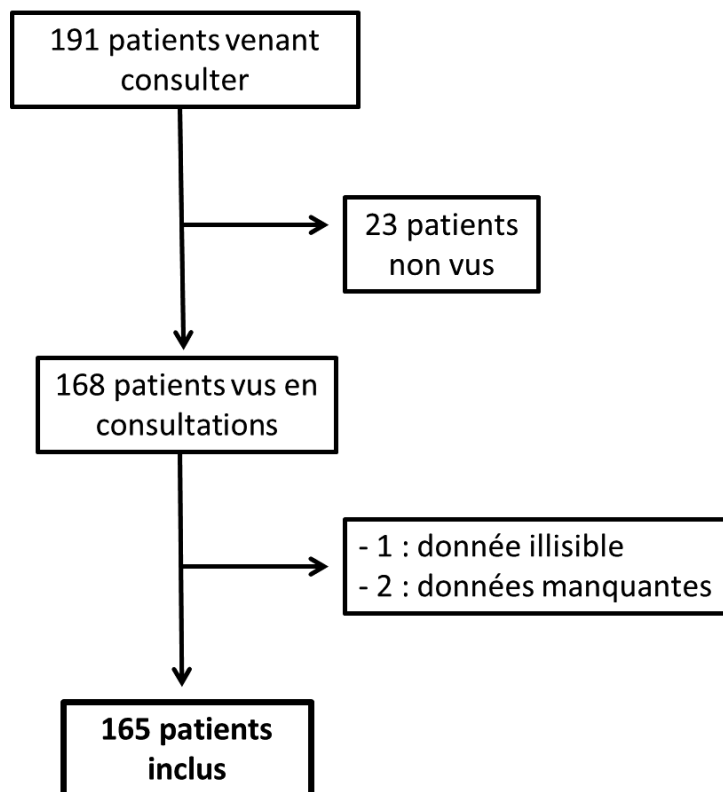 191 patients venant
consulter
23 patients
non vus
168 patients vus en
consultations
- 1 : donnée illisible
- 2 : données manquantes
165 patients
inclus